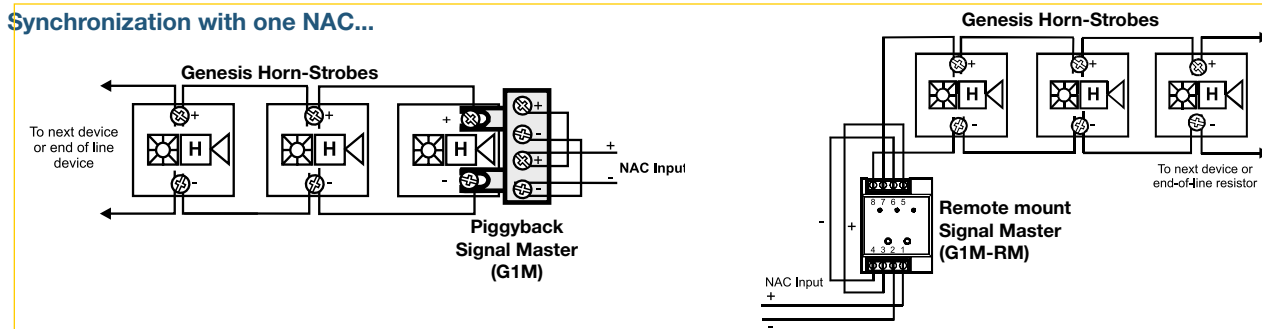 Synchronization with one NAC...
Genesis Horn-Strobes
To next device
or end of line
device
+
+
+
H
H
H
-
-
-
+
-
+
-
+
NAC Input
-
Piggyback
Signal Master
(G1M)
Genesis Horn-Strobes
+
+
+
H
H
H
-
-
-
To next device or
end-of-line resistor
8 7 6 5
-
+
4 3 2 1
Remote mount
Signal Master
(G1M-RM)
NAC Input
+
-